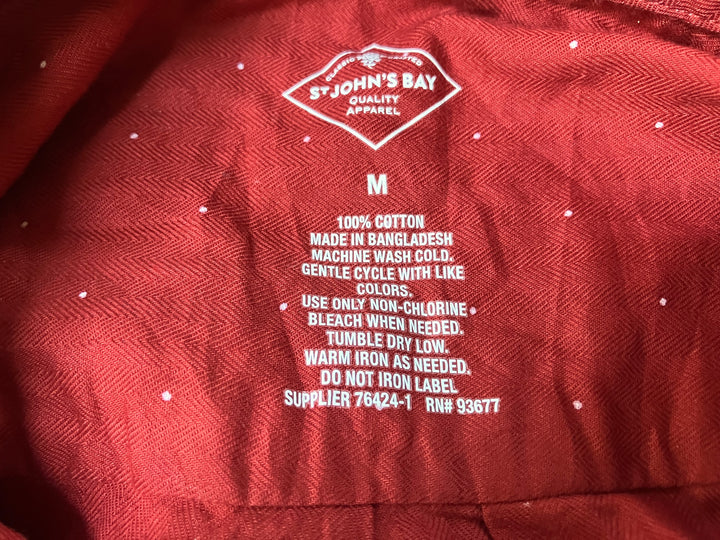 ST JOHN'S BAY
QUALITY
APPAREL
M
100% COTTON
MADE IN BANGLADESH
MACHINE WASH COLD.
GENTLE CYCLE WITH LIKE
COLORS.
USE ONLY NON-CHLORINE
BLEACH WHEN NEEDED.
TUMBLE DRY LOW.
WARM IRON AS NEEDED.
DO NOT IRON LABEL
SUPPLIER 76424-1 RN# 93677